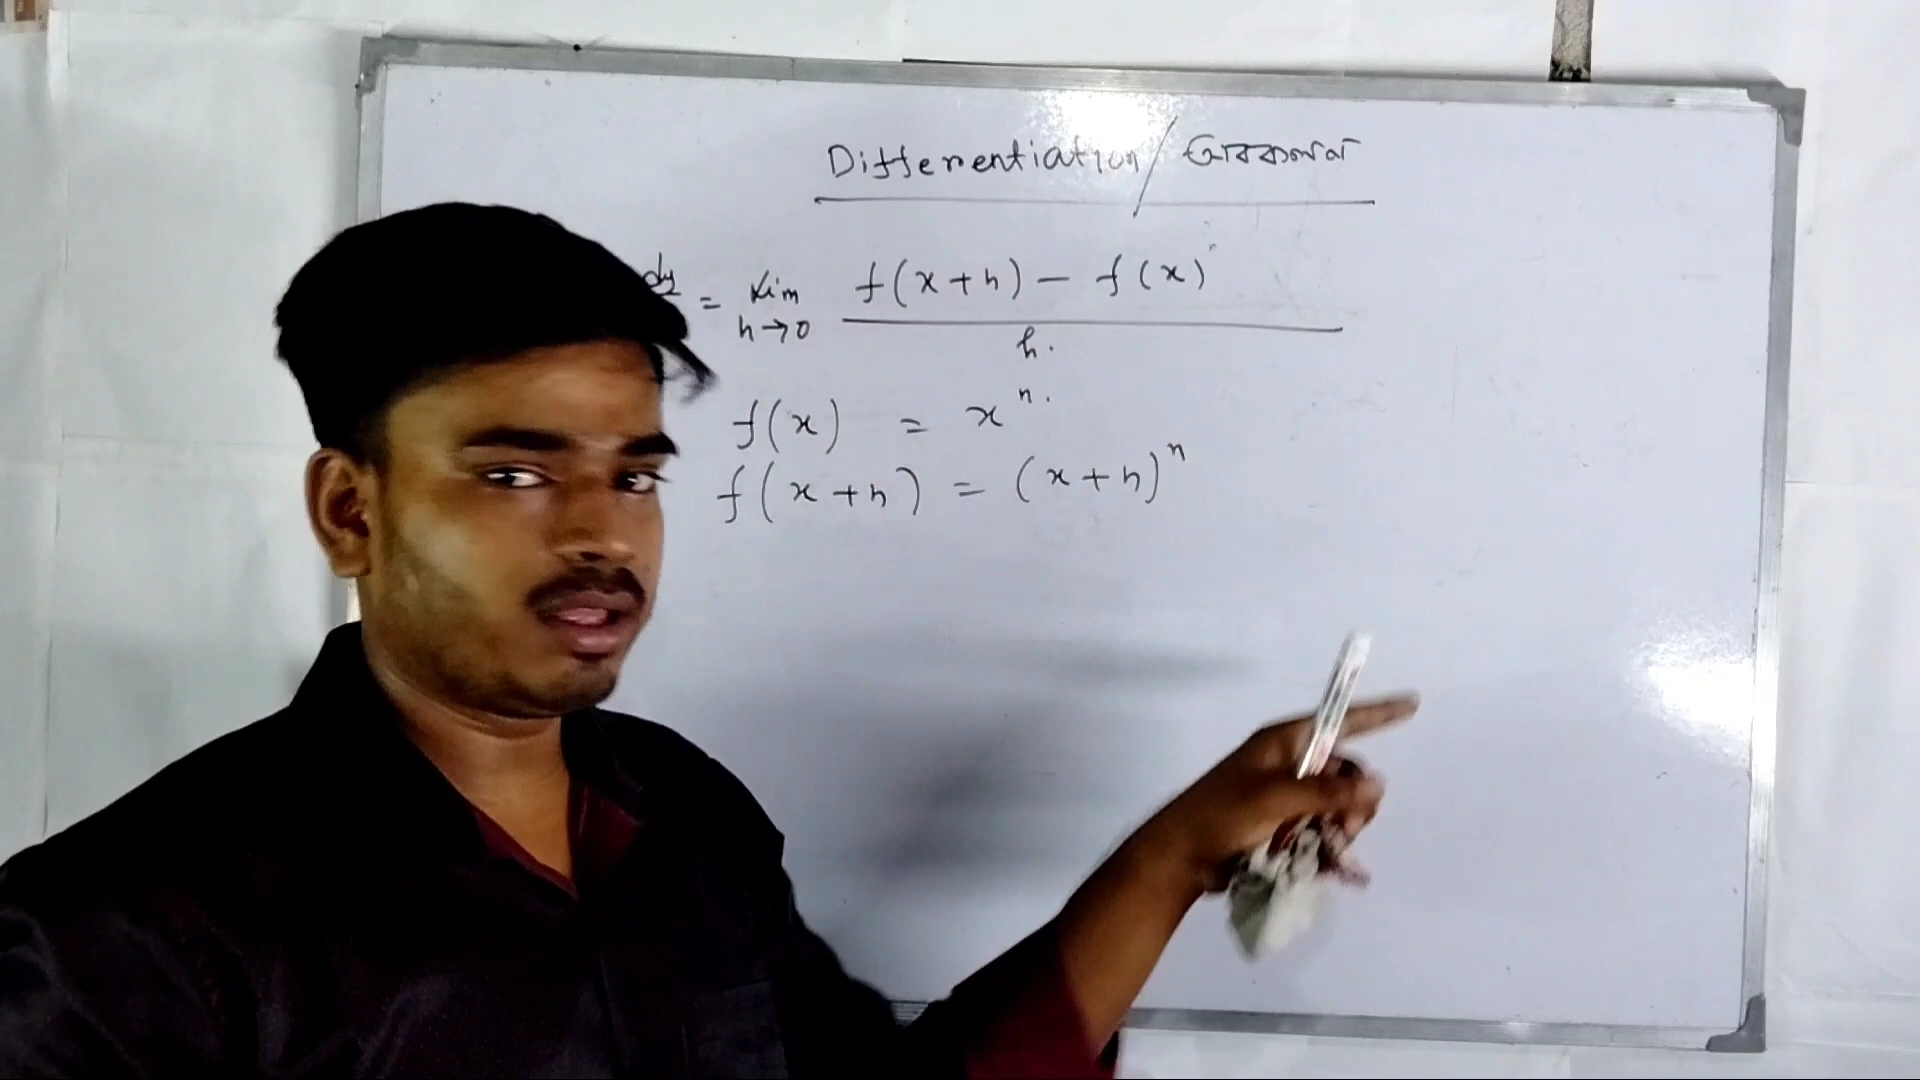 Differentiation / অবকলন
dy = Lim f(x+h) - f(x)
h→0 h.
f(x) = x^n.
f(x+h) = (x+h)^n